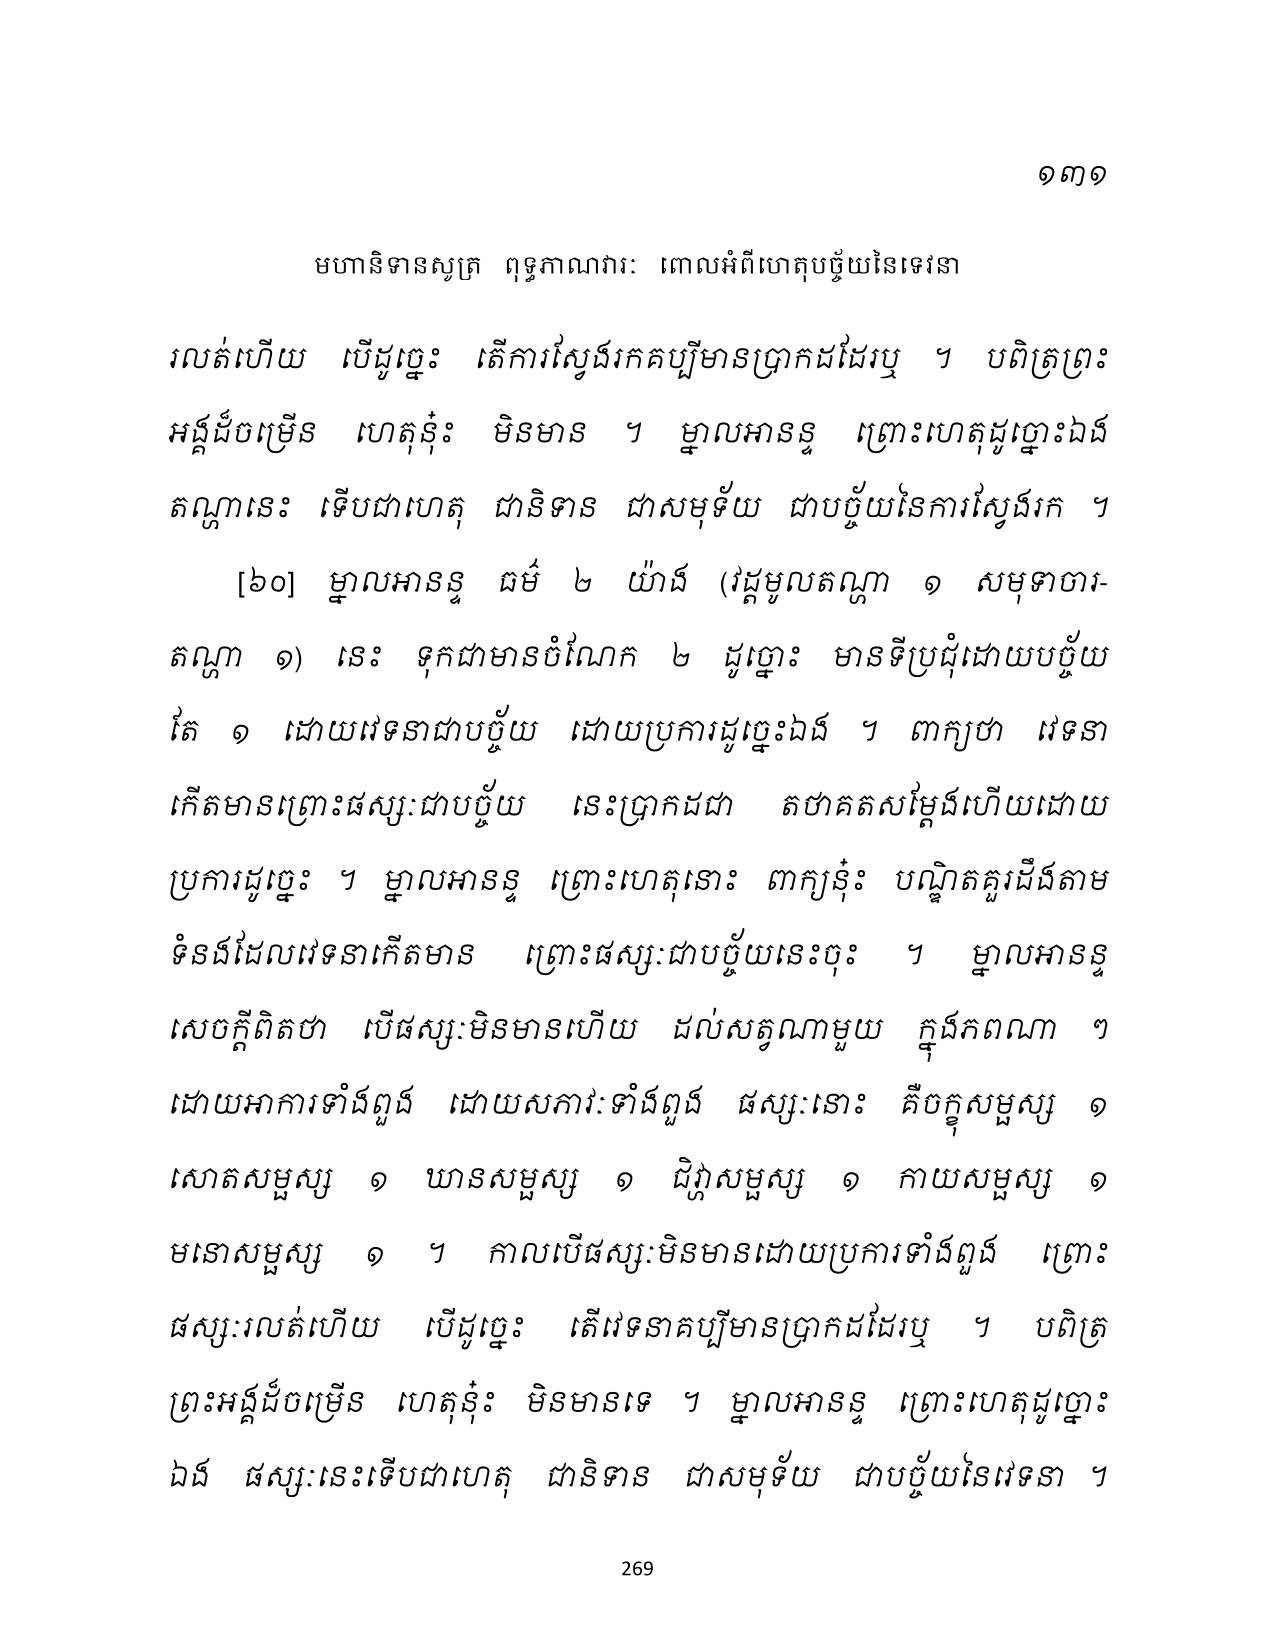 ១៣១
មហានិទានសូត្រ ពុទ្ធភាណវារៈ ពោលអំពីហេតុបច្ច័យនៃទេវនា
រលត់ហើយ បើដូច្នេះ តើការស្វែងរកគប្បីមានប្រាកដដែរឬ ។ បពិត្រព្រះ
អង្គដ៏ចម្រើន ហេតុនុ៎ះ មិនមាន ។ ម្នាលអានន្ទ ព្រោះហេតុដូច្នោះឯង
តណ្ហានេះ ទើបជាហេតុ ជានិទាន ជាសមុទ័យ ជាបច្ច័យនៃការស្វែងរក ។
[៦០] ម្នាលអានន្ទ ធម៌ ២ យ៉ាង (វដ្ដមូលតណ្ហា ១ សមុទាចារ-
តណ្ហា ១) នេះ ទុកជាមានចំណែក ២ ដូច្នោះ មានទីប្រជុំដោយបច្ច័យ
តែ ១ ដោយវេទនាជាបច្ច័យ ដោយប្រការដូច្នេះឯង ។ ពាក្យថា វេទនា
កើតមានព្រោះផស្សៈជាបច្ច័យ នេះប្រាកដជា តថាគតសម្ដែងហើយដោយ
ប្រការដូច្នេះ ។ ម្នាលអានន្ទ ព្រោះហេតុនោះ ពាក្យនុ៎ះ បណ្ឌិតគួរដឹងតាម
ទំនងដែលវេទនាកើតមាន ព្រោះផស្សៈជាបច្ច័យនេះចុះ ។ ម្នាលអានន្ទ
សេចក្ដីពិតថា បើផស្សៈមិនមានហើយ ដល់សត្វណាមួយ ក្នុងភពណា ៗ
ដោយអាការទាំងពួង ដោយសភាវៈទាំងពួង ផស្សៈនោះ គឺចក្ខុសម្ផស្ស ១
សោតសម្ផស្ស ១ ឃានសម្ផស្ស ១ ជិវ្ហាសម្ផស្ស ១ កាយសម្ផស្ស ១
មនោសម្ផស្ស ១ ។ កាលបើផស្សៈមិនមានដោយប្រការទាំងពួង ព្រោះ
ផស្សៈរលត់ហើយ បើដូច្នេះ តើវេទនាគប្បីមានប្រាកដដែរឬ ។ បពិត្រ
ព្រះអង្គដ៏ចម្រើន ហេតុនុ៎ះ មិនមានទេ ។ ម្នាលអានន្ទ ព្រោះហេតុដូច្នោះ
ឯង ផស្សៈនេះទើបជាហេតុ ជានិទាន ជាសមុទ័យ ជាបច្ច័យនៃវេទនា ។
269